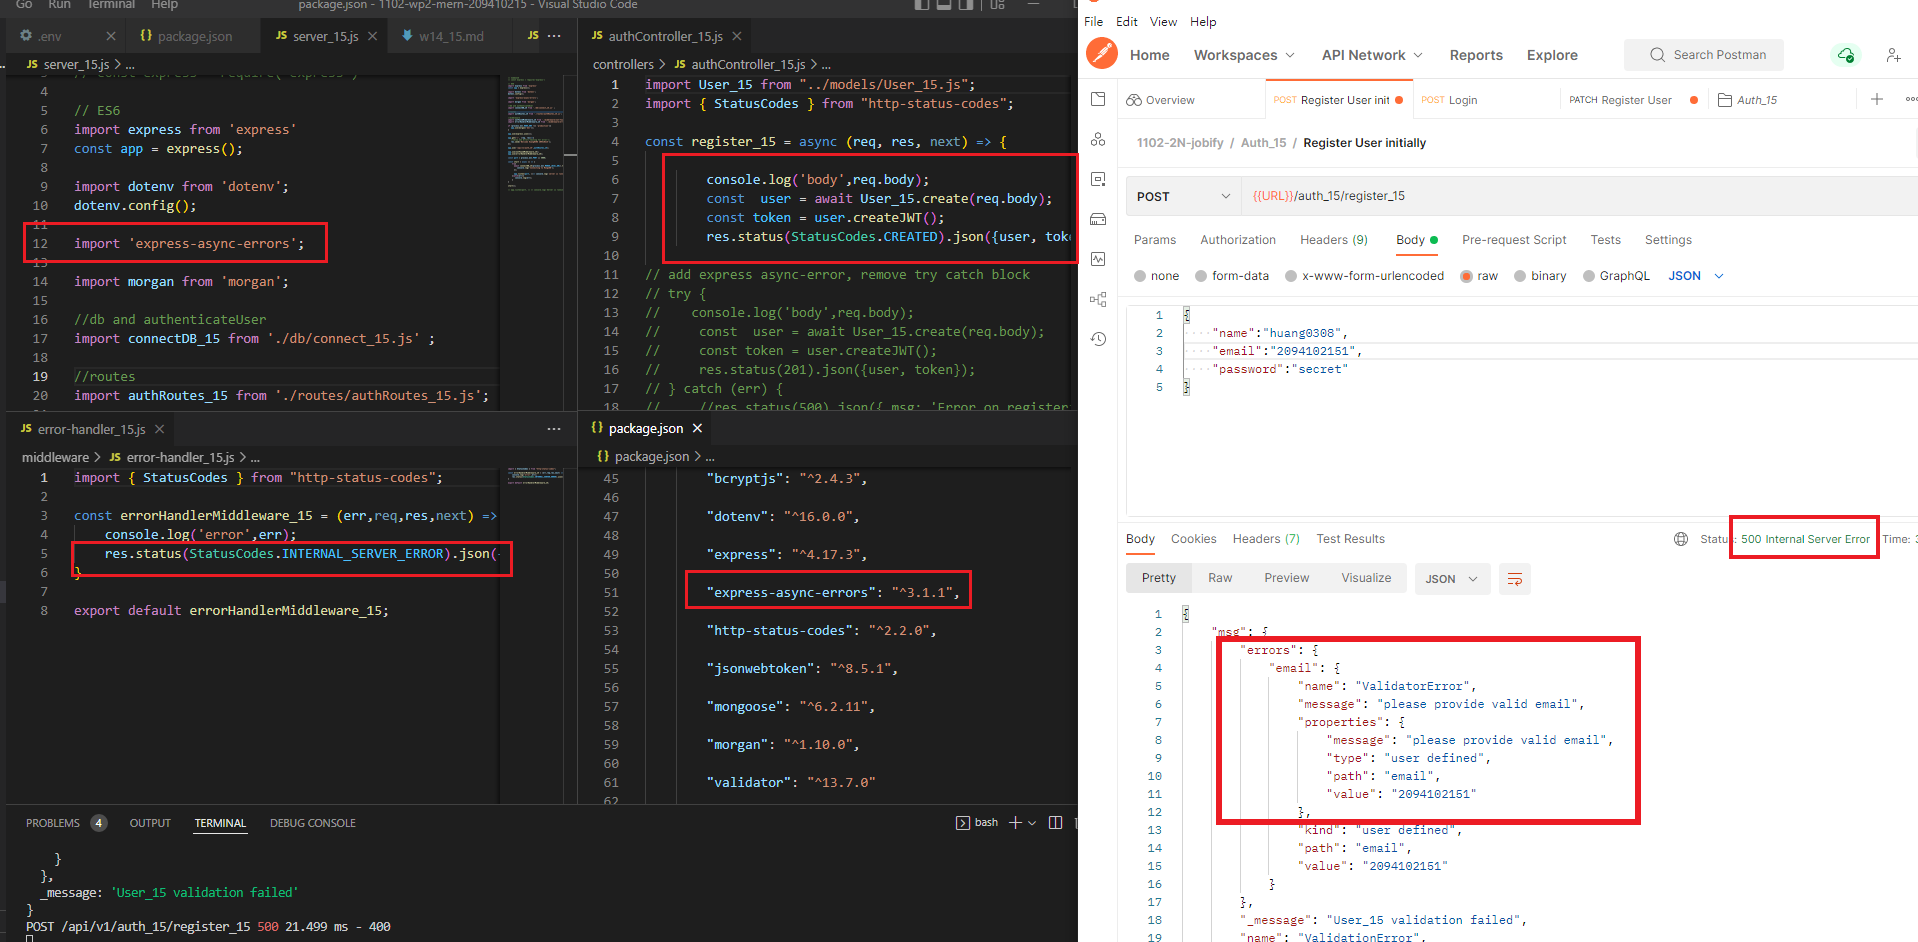 Go Run Terminal Help
package.json - 1102-wp2-mern-209410215 - Visual Studio Code
.env
{} package.json
JS server_15.js
w14_15.md
JS ...
JS server_15.js > ...
4
5 // ES6
6 import express from 'express'
7 const app = express();
8
9 import dotenv from 'dotenv';
10 dotenv.config();
11
12 import 'express-async-errors';
13
14 import morgan from 'morgan';
15
16 //db and authenticateUser
17 import connectDB_15 from './db/connect_15.js' ;
18
19 //routes
20 import authRoutes_15 from './routes/authRoutes_15.js';
JS authController_15.js
controllers > JS authController_15.js > ...
1 import User_15 from "../models/User_15.js";
2 import { StatusCodes } from "http-status-codes";
3
4 const register_15 = async (req, res, next) => {
5
6 console.log('body',req.body);
7 const user = await User_15.create(req.body);
8 const token = user.createJWT();
9 res.status(StatusCodes.CREATED).json({user, toke
10
11 // add express async-error, remove try catch block
12 // try {
13 // console.log('body',req.body);
14 // const user = await User_15.create(req.body);
15 // const token = user.createJWT();
16 // res.status(201).json({user, token});
17 // } catch (err) {
18 // //res.status(500).json({ msg: 'Error on register
JS error-handler_15.js
...
middleware > JS error-handler_15.js > ...
1 import { StatusCodes } from "http-status-codes";
2
3 const errorHandlerMiddleware_15 = (err,req,res,next) =>
4 console.log('error',err);
5 res.status(StatusCodes.INTERNAL_SERVER_ERROR).json(
6 }
7
8 export default errorHandlerMiddleware_15;
{} package.json
{} package.json > ...
45 "bcryptjs": "^2.4.3",
46
47 "dotenv": "^16.0.0",
48
49 "express": "^4.17.3",
50
51 "express-async-errors": "^3.1.1",
52
53 "http-status-codes": "^2.2.0",
54
55 "jsonwebtoken": "^8.5.1",
56
57 "mongoose": "^6.2.11",
58
59 "morgan": "^1.10.0",
60
61 "validator": "^13.7.0"
62
PROBLEMS 4 OUTPUT TERMINAL DEBUG CONSOLE
bash
}
},
_message: 'User_15 validation failed'
}
POST /api/v1/auth_15/register_15 500 21.499 ms - 400
File Edit View Help
Home Workspaces API Network Reports Explore
Search Postman
Overview
POST Register User init
POST Login
PATCH Register User
Auth_15
1102-2N-jobify / Auth_15 / Register User initially
POST
{{URL}}/auth_15/register_15
Params Authorization Headers (9) Body Pre-request Script Tests Settings
none form-data x-www-form-urlencoded raw binary GraphQL JSON
1 {
2 "name":"huang0308",
3 "email":"2094102151",
4 "password":"secret"
5 }
Body Cookies Headers (7) Test Results
Status: 500 Internal Server Error Time: 3
Pretty Raw Preview Visualize JSON
1 {
2 "msg": {
3 "errors": {
4 "email": {
5 "name": "ValidatorError",
6 "message": "please provide valid email",
7 "properties": {
8 "message": "please provide valid email",
9 "type": "user defined",
10 "path": "email",
11 "value": "2094102151"
12 },
13 "kind": "user defined",
14 "path": "email",
15 "value": "2094102151"
16 }
17 },
18 "_message": "User_15 validation failed",
19 "name": "ValidationError",